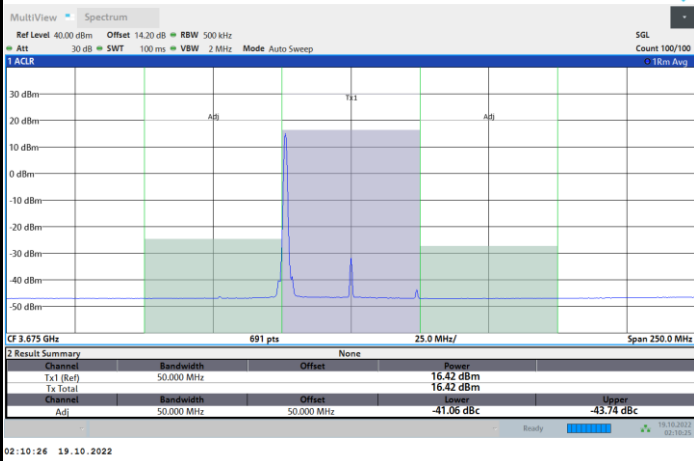 MultiView Spectrum
Ref Level 40.00 dBm Offset 14.20 dB RBW 500 kHz SGL
Att 30 dB SWT 100 ms VBW 2 MHz Mode Auto Sweep Count 100/100
1 ACLR 1Rm Avg
30 dBm
Tx1
20 dBm Adj Adj
10 dBm
0 dBm
-10 dBm
-20 dBm
-30 dBm
-40 dBm
-50 dBm
CF 3.675 GHz 691 pts 25.0 MHz/ Span 250.0 MHz
2 Result Summary None
Channel Bandwidth Offset Power
Tx1 (Ref) 50.000 MHz 16.42 dBm
Tx Total 16.42 dBm
Channel Bandwidth Offset Lower Upper
Adj 50.000 MHz 50.000 MHz -41.06 dBc -43.74 dBc
Ready 19.10.2022
02:10:25
02:10:26 19.10.2022